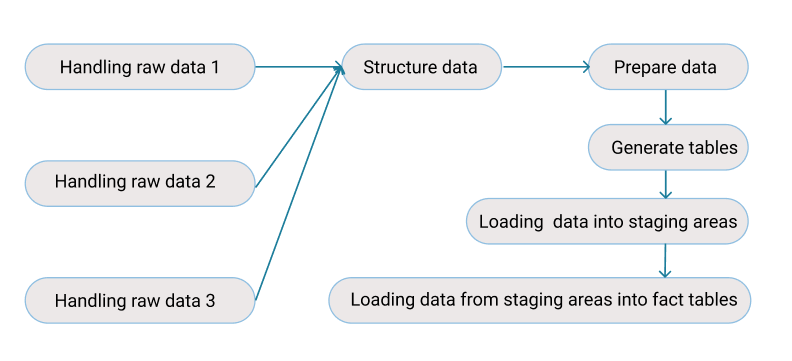 Handling raw data 1
Structure data
Prepare data
Generate tables
Handling raw data 2
Loading  data into staging areas
Handling raw data 3
Loading data from staging areas into fact tables